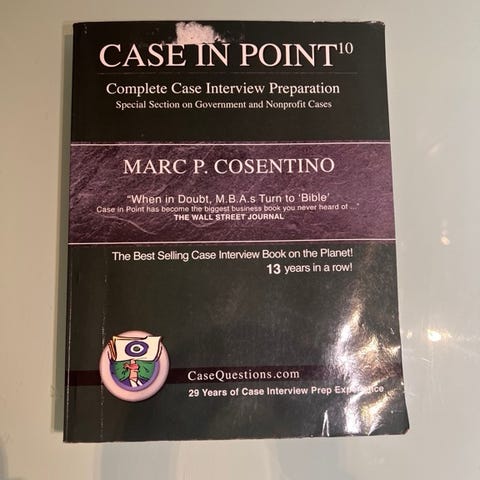 CASE IN POINT10
Complete Case Interview Preparation
Special Section on Government and Nonprofit Cases
MARC P. COSENTINO
"When in Doubt, M.B.A.s Turn to 'Bible'
Case in Point has become the biggest business book you never heard of ..."
THE WALL STREET JOURNAL
The Best Selling Case Interview Book on the Planet!
13 years in a row!
CaseQuestions.com
29 Years of Case Interview Prep Experience